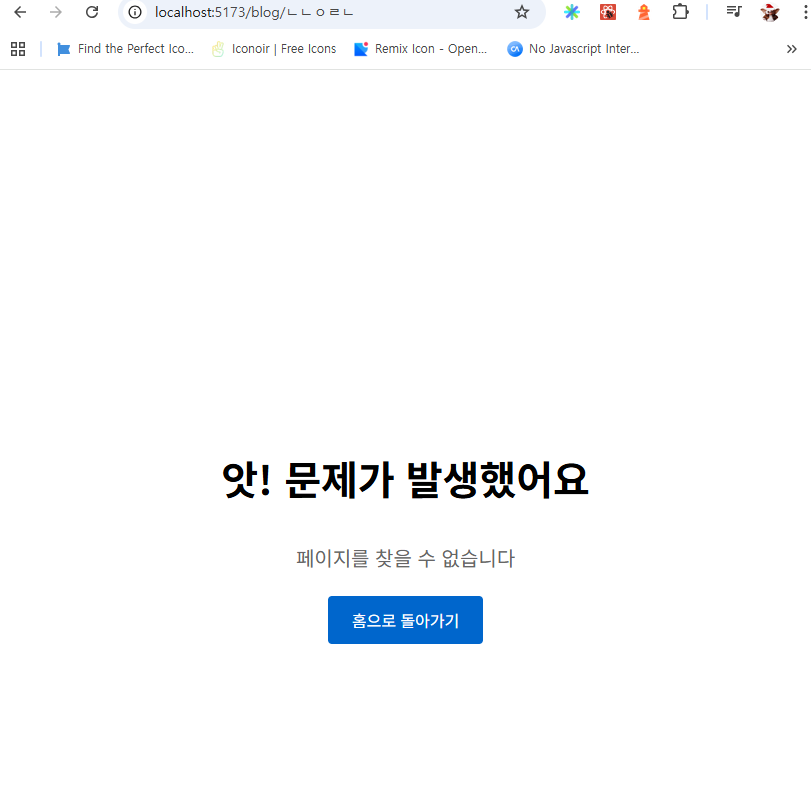 localhost:5173/blog/ㄴㄴㅇㄹㄴ
Find the Perfect Ico... Iconoir | Free Icons Remix Icon - Open... No Javascript Inter...
앗! 문제가 발생했어요
페이지를 찾을 수 없습니다
홈으로 돌아가기